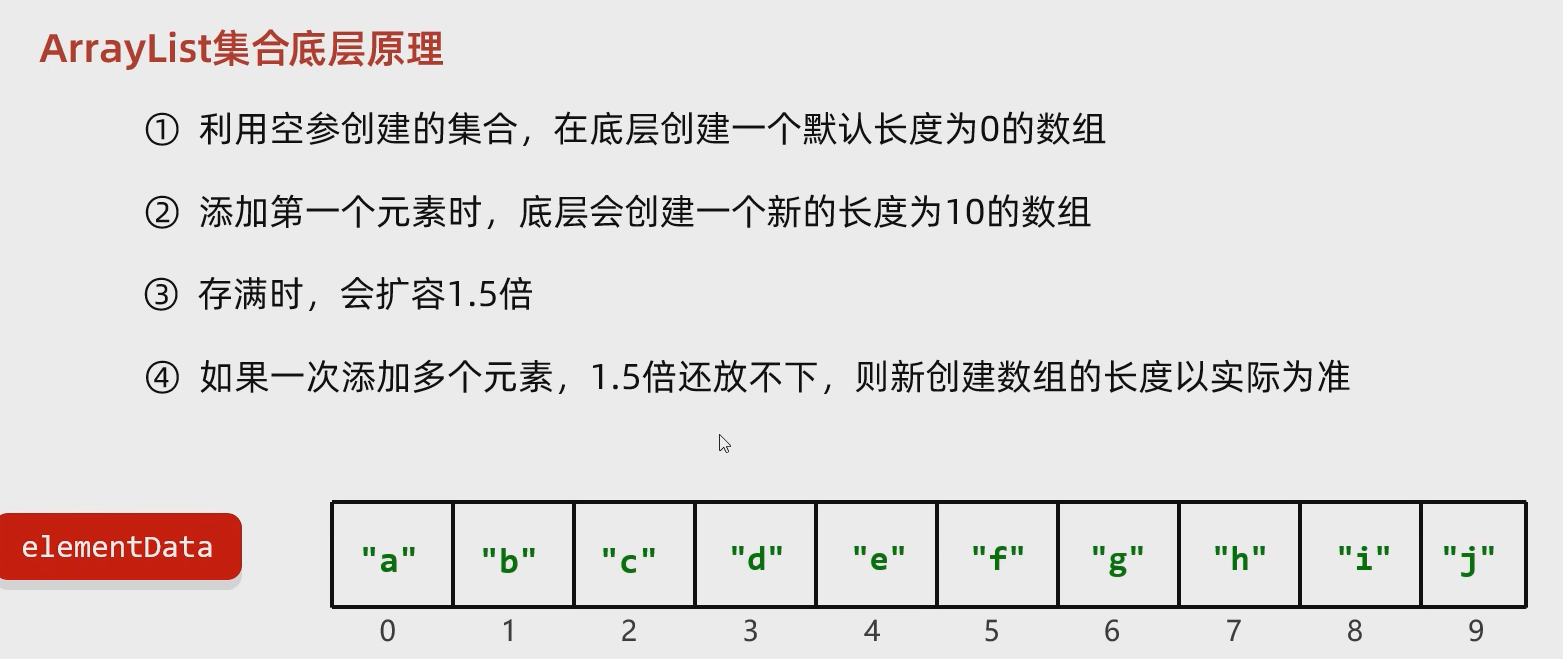 ArrayList集合底层原理
① 利用空参创建的集合，在底层创建一个默认长度为0的数组
② 添加第一个元素时，底层会创建一个新的长度为10的数组
③ 存满时，会扩容1.5倍
④ 如果一次添加多个元素，1.5倍还放不下，则新创建数组的长度以实际为准
elementData "a" "b" "c" "d" "e" "f" "g" "h" "i" "j"
0 1 2 3 4 5 6 7 8 9